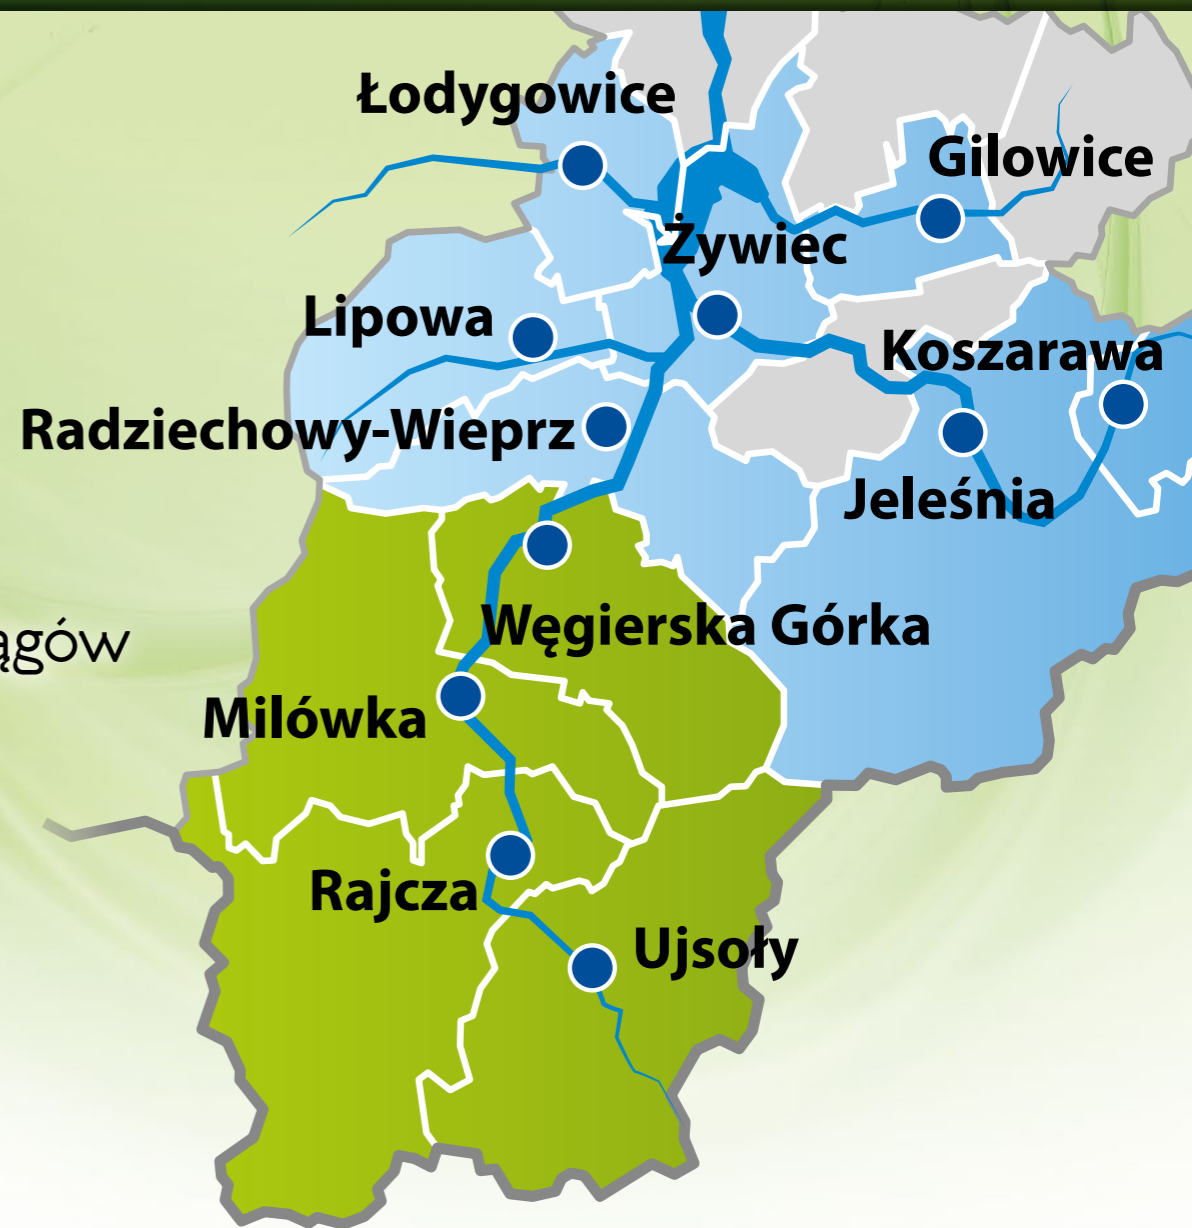 Łodygowice
Gilowice
Żywiec
Lipowa
Koszarawa
Radziechowy-Wieprz
Jeleśnia
Węgierska Górka
Milówka
Rajcza
Ujsoły